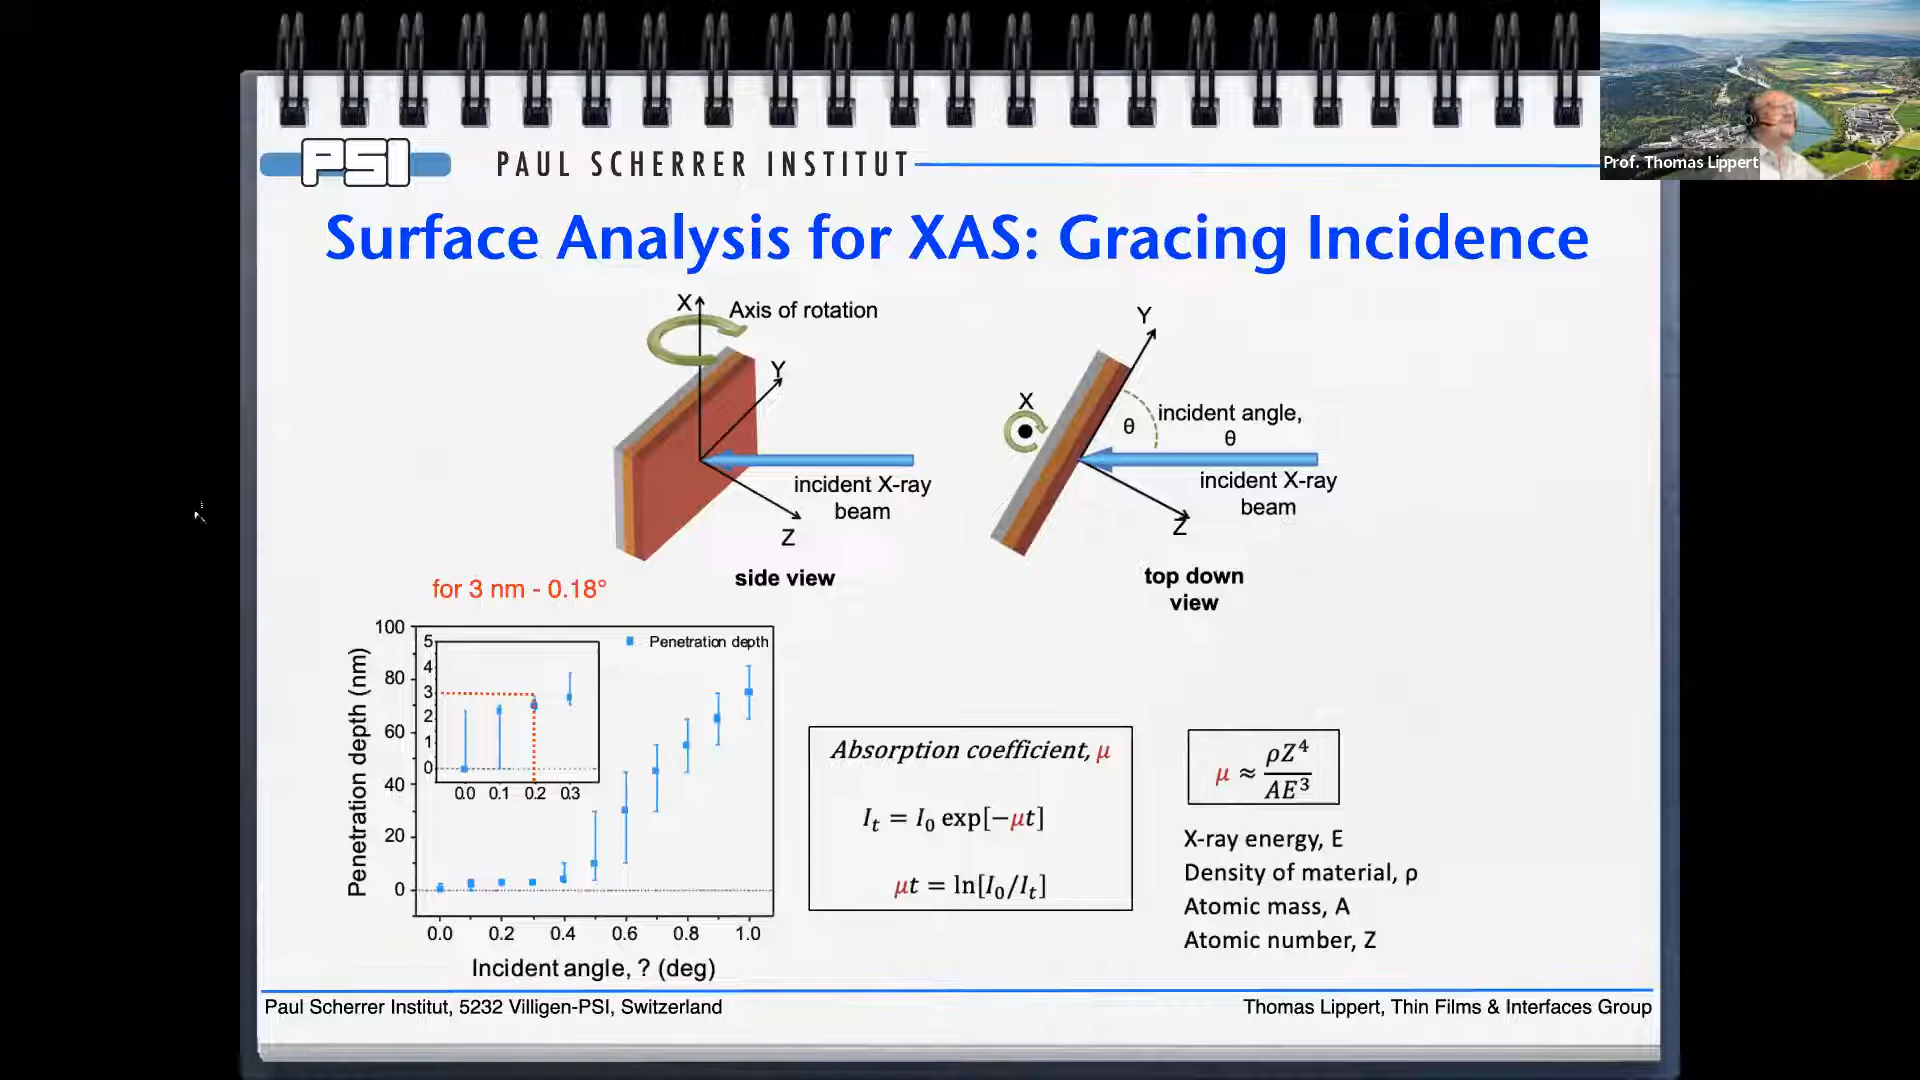 Prof. Thomas Lippert
PSI
PAUL SCHERRER INSTITUT
Surface Analysis for XAS: Gracing Incidence
X
Axis of rotation
Y
incident X-ray
beam
Z
side view
Y
X
θ
incident angle,
θ
incident X-ray
beam
Z
top down
view
for 3 nm - 0.18°
Penetration depth (nm)
100
80
60
40
20
0
5
4
3
2
1
0
0.0 0.1 0.2 0.3
Penetration depth
0.0 0.2 0.4 0.6 0.8 1.0
Incident angle, ? (deg)
Absorption coefficient, μ
I_t = I_0 exp[−μt]
μt = ln[I_0/I_t]
μ ≈ ρZ⁴
AE³
X-ray energy, E
Density of material, ρ
Atomic mass, A
Atomic number, Z
Paul Scherrer Institut, 5232 Villigen-PSI, Switzerland
Thomas Lippert, Thin Films & Interfaces Group